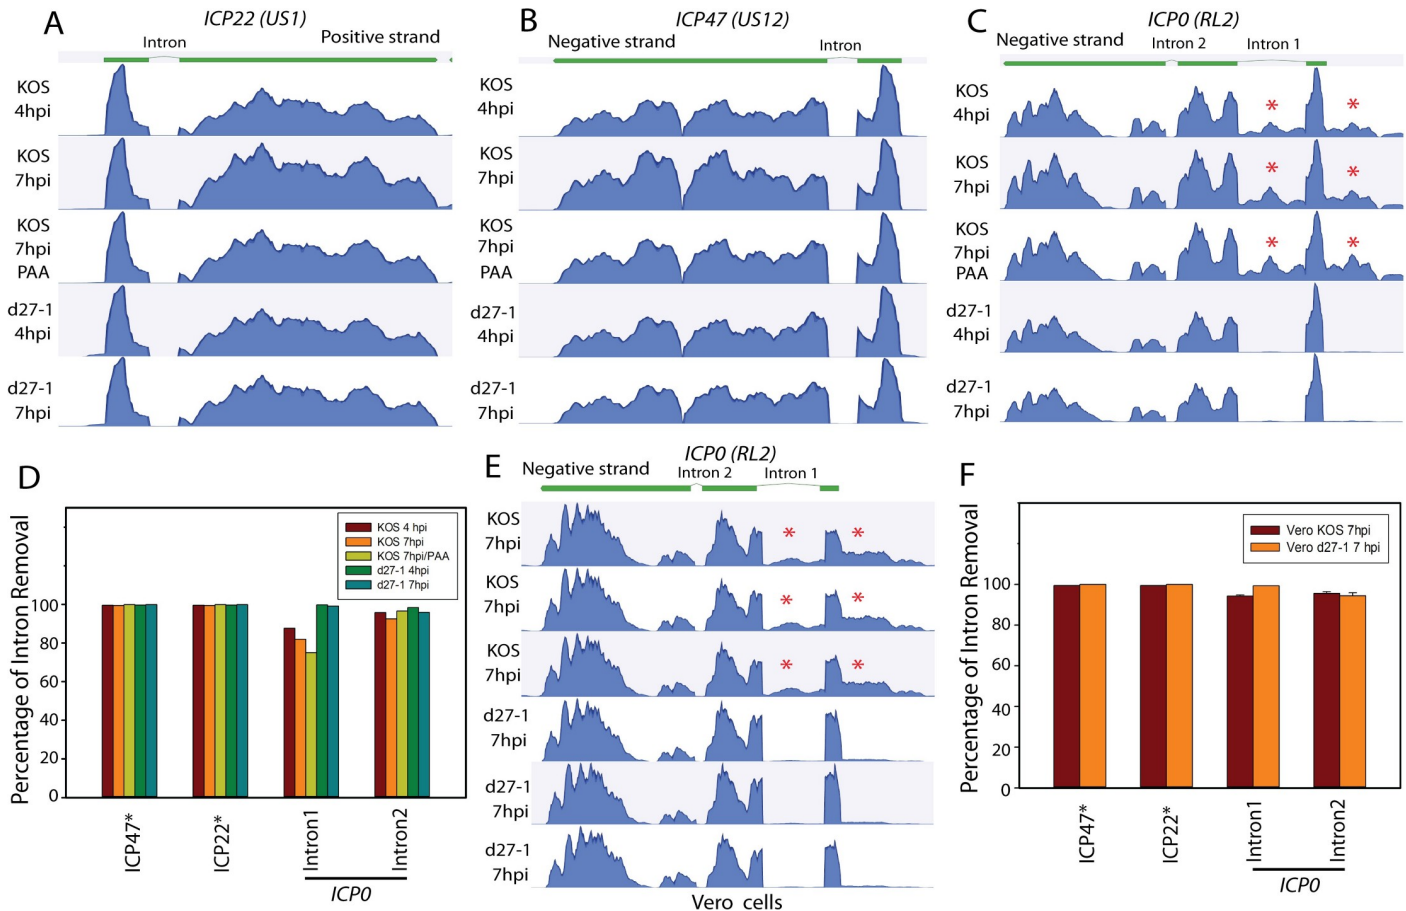 A
ICP22 (US1)
Intron
Positive strand
KOS
4hpi
KOS
7hpi
KOS
7hpi
PAA
d27-1
4hpi
d27-1
7hpi
B
ICP47 (US12)
Negative strand
Intron
KOS
4hpi
KOS
7hpi
KOS
7hpi
PAA
d27-1
4hpi
d27-1
7hpi
C
ICP0 (RL2)
Negative strand
Intron 2
Intron 1
KOS
4hpi
* *
KOS
7hpi
* *
KOS
7hpi
PAA
* *
d27-1
4hpi
d27-1
7hpi
D
Percentage of Intron Removal
100
80
60
40
20
0
KOS 4 hpi
KOS 7hpi
KOS 7hpi/PAA
d27-1 4hpi
d27-1 7hpi
ICP47*
ICP22*
Intron1
Intron2
ICP0
E
ICP0 (RL2)
Negative strand
Intron 2
Intron 1
KOS
7hpi
* *
KOS
7hpi
* *
KOS
7hpi
* *
d27-1
7hpi
d27-1
7hpi
d27-1
7hpi
Vero cells
F
Percentage of Intron Removal
100
80
60
40
20
0
Vero KOS 7hpi
Vero d27-1 7 hpi
ICP47*
ICP22*
Intron1
Intron2
ICP0